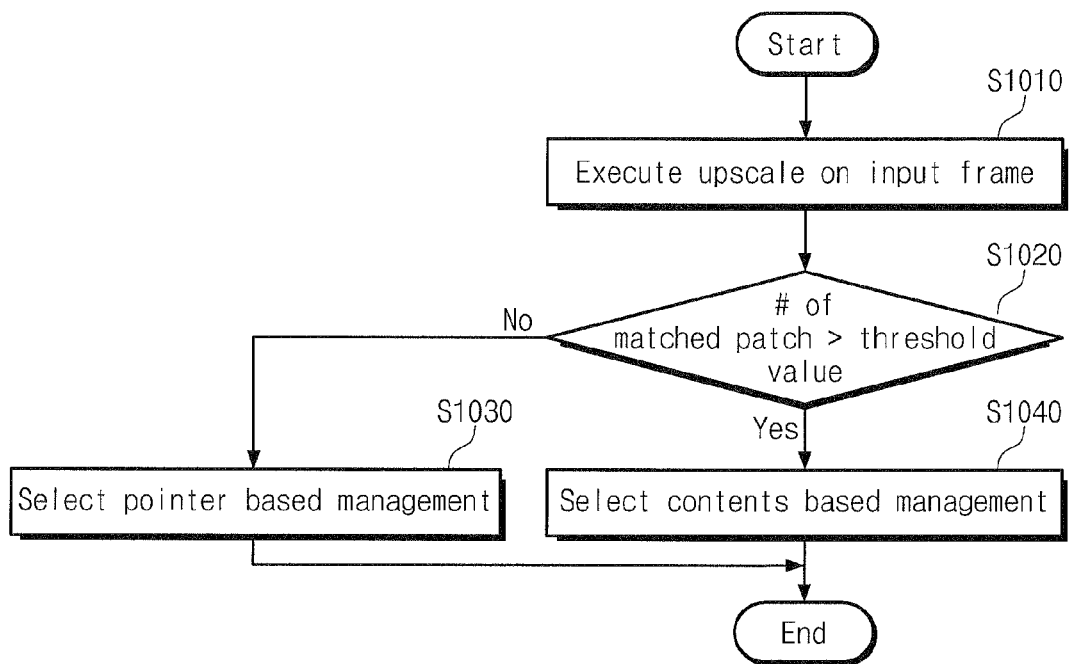 Start
S1010
Execute upscale on input frame
S1020
# of
matched patch > threshold
value
No
Yes
S1030
Select pointer based management
S1040
Select contents based management
End